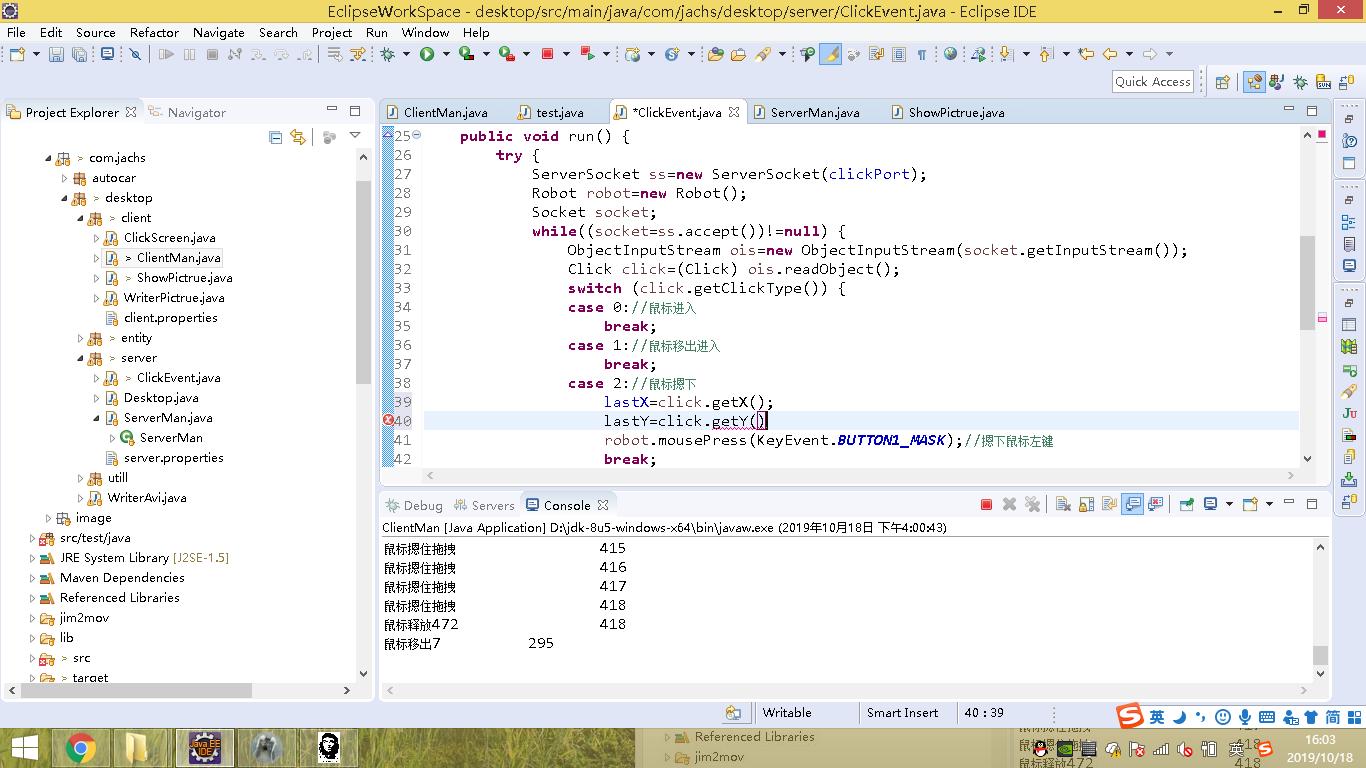 EclipseWorkSpace - desktop/src/main/java/com/jachs/desktop/server/ClickEvent.java - Eclipse IDE
File Edit Source Refactor Navigate Search Project Run Window Help
Quick Access
Project Explorer Navigator
com.jachs
autocar
> desktop
> client
ClickScreen.java
> ClientMan.java
> ShowPictrue.java
WriterPictrue.java
client.properties
> entity
> server
> ClickEvent.java
Desktop.java
ServerMan.java
ServerMan
server.properties
utill
WriterAvi.java
image
src/test/java
JRE System Library [J2SE-1.5]
Maven Dependencies
Referenced Libraries
jim2mov
lib
> src
> target
ClientMan.java test.java *ClickEvent.java ServerMan.java ShowPictrue.java
25 public void run() {
26 try {
27 ServerSocket ss=new ServerSocket(clickPort);
28 Robot robot=new Robot();
29 Socket socket;
30 while((socket=ss.accept())!=null) {
31 ObjectInputStream ois=new ObjectInputStream(socket.getInputStream());
32 Click click=(Click) ois.readObject();
33 switch (click.getClickType()) {
34 case 0://鼠标进入
35 break;
36 case 1://鼠标移出进入
37 break;
38 case 2://鼠标摁下
39 lastX=click.getX();
40 lastY=click.getY()
41 robot.mousePress(KeyEvent.BUTTON1_MASK);//摁下鼠标左键
42 break;
Debug Servers Console
ClientMan [Java Application] D:\jdk-8u5-windows-x64\bin\javaw.exe (2019年10月18日 下午4:00:43)
鼠标摁住拖拽 415
鼠标摁住拖拽 416
鼠标摁住拖拽 417
鼠标摁住拖拽 418
鼠标释放472 418
鼠标移出7 295
Writable Smart Insert 40 : 39
英 简
Java EE IDE
Referenced Libraries
jim2mov
鼠标释放472 418
英
16:03
2019/10/18